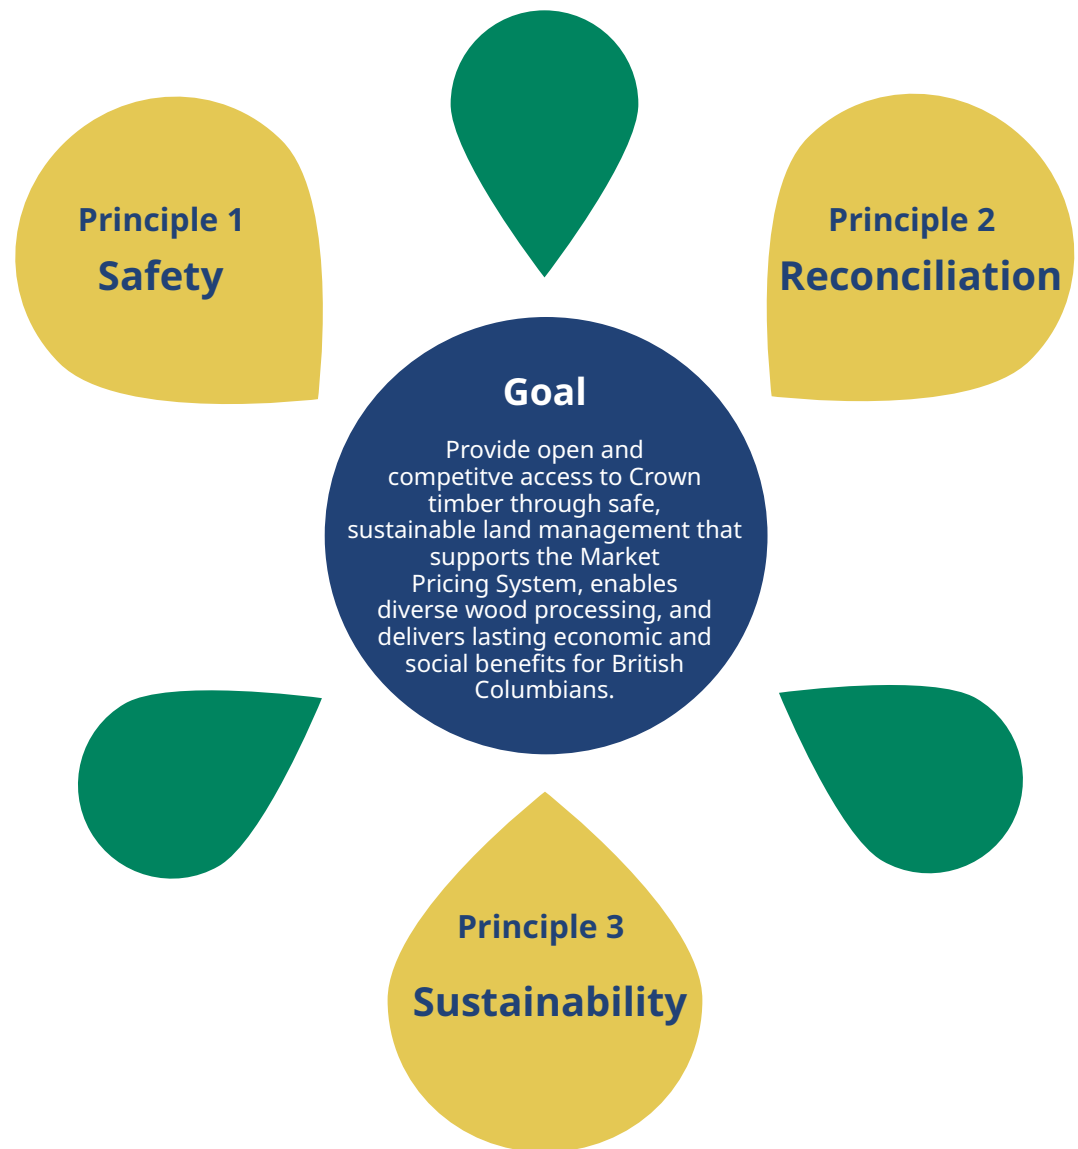 Principle 1
Safety
Principle 2
Reconciliation
Goal
Provide open and
competitve access to Crown
timber through safe,
sustainable land management that
supports the Market
Pricing System, enables
diverse wood processing, and
delivers lasting economic and
social benefits for British
Columbians.
Principle 3
Sustainability